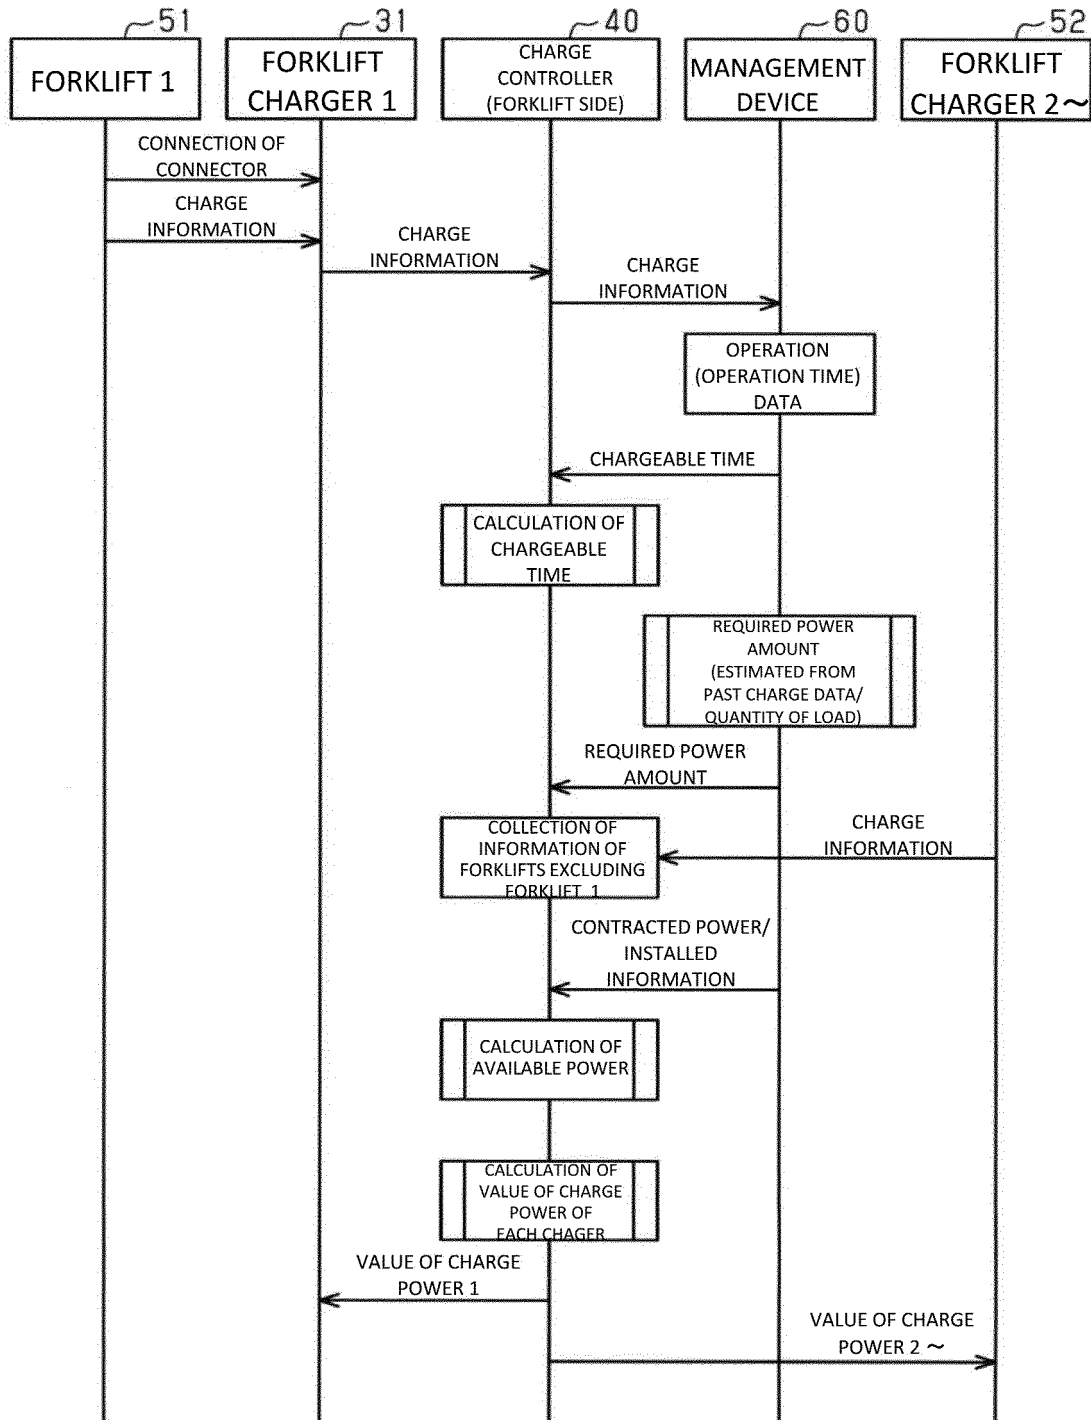 51
31
40
60
52
FORKLIFT 1
FORKLIFT
CHARGER 1
CHARGE
CONTROLLER
(FORKLIFT SIDE)
MANAGEMENT
DEVICE
FORKLIFT
CHARGER 2~
CONNECTION OF
CONNECTOR
CHARGE
INFORMATION
CHARGE
INFORMATION
CHARGE
INFORMATION
OPERATION
(OPERATION TIME)
DATA
CHARGEABLE TIME
CALCULATION OF
CHARGEABLE
TIME
REQUIRED POWER
AMOUNT
(ESTIMATED FROM
PAST CHARGE DATA/
QUANTITY OF LOAD)
REQUIRED POWER
AMOUNT
COLLECTION OF
INFORMATION OF
FORKLIFTS EXCLUDING
FORKLIFT 1
CHARGE
INFORMATION
CONTRACTED POWER/
INSTALLED
INFORMATION
CALCULATION OF
AVAILABLE POWER
CALCULATION OF
VALUE OF CHARGE
POWER OF
EACH CHAGER
VALUE OF CHARGE
POWER 1
VALUE OF CHARGE
POWER 2 ~